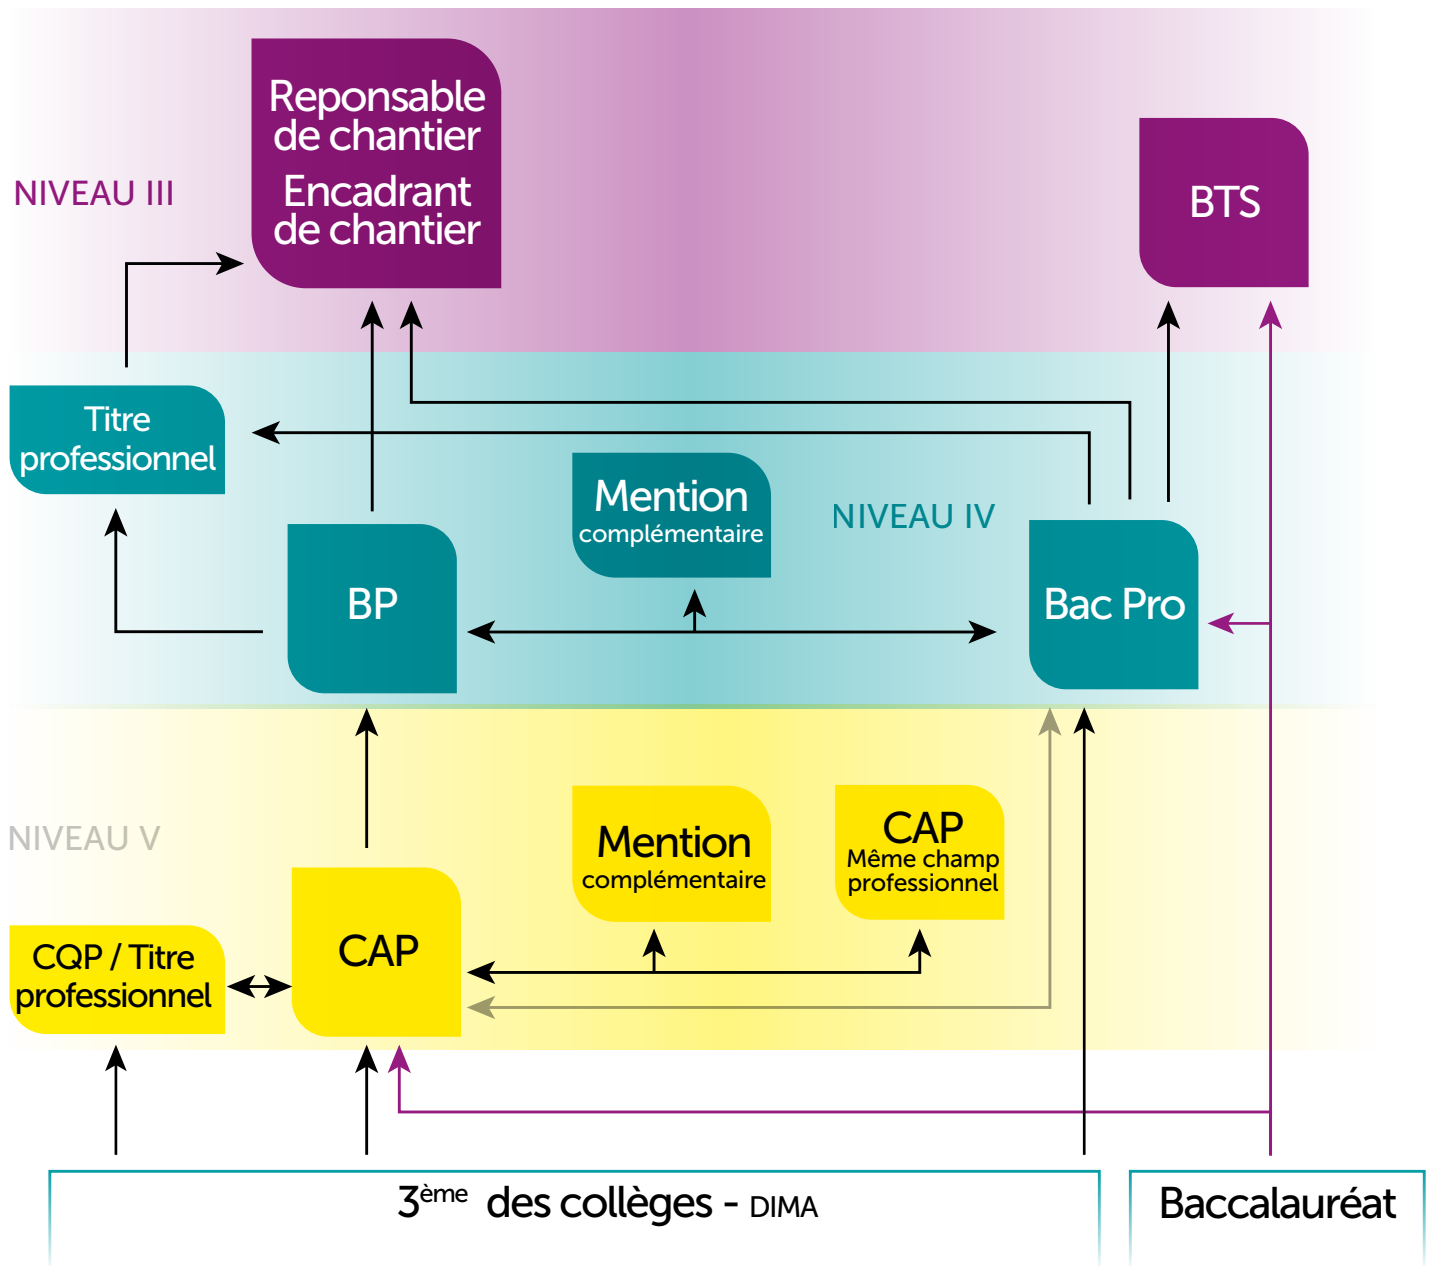 Reponsable
de chantier
Encadrant
de chantier
NIVEAU III
BTS
Titre
professionnel
Mention
complémentaire
NIVEAU IV
BP
Bac Pro
NIVEAU V
Mention
complémentaire
CAP
Même champ
professionnel
CQP / Titre
professionnel
CAP
3ème des collèges - DIMA
Baccalauréat